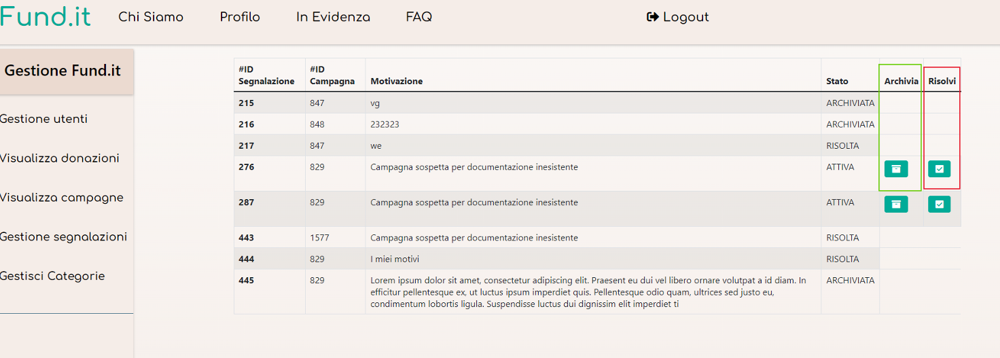 Fund.it Chi Siamo Profilo In Evidenza FAQ Logout
Gestione Fund.it
Gestione utenti
Visualizza donazioni
Visualizza campagne
Gestione segnalazioni
Gestisci Categorie
#ID Segnalazione #ID Campagna Motivazione Stato Archivia Risolvi
215 847 vg ARCHIVIATA
216 848 232323 ARCHIVIATA
217 847 we RISOLTA
276 829 Campagna sospetta per documentazione inesistente ATTIVA
287 829 Campagna sospetta per documentazione inesistente ATTIVA
443 1577 Campagna sospetta per documentazione inesistente RISOLTA
444 829 I miei motivi RISOLTA
445 829 Lorem ipsum dolor sit amet, consectetur adipiscing elit. Praesent eu dui vel libero ornare volutpat a id diam. In ARCHIVIATA
efficitur pellentesque ex, ut luctus ipsum imperdiet quis. Pellentesque odio quam, ultrices sed justo eu,
condimentum lobortis ligula. Suspendisse luctus dui dignissim elit imperdiet ti